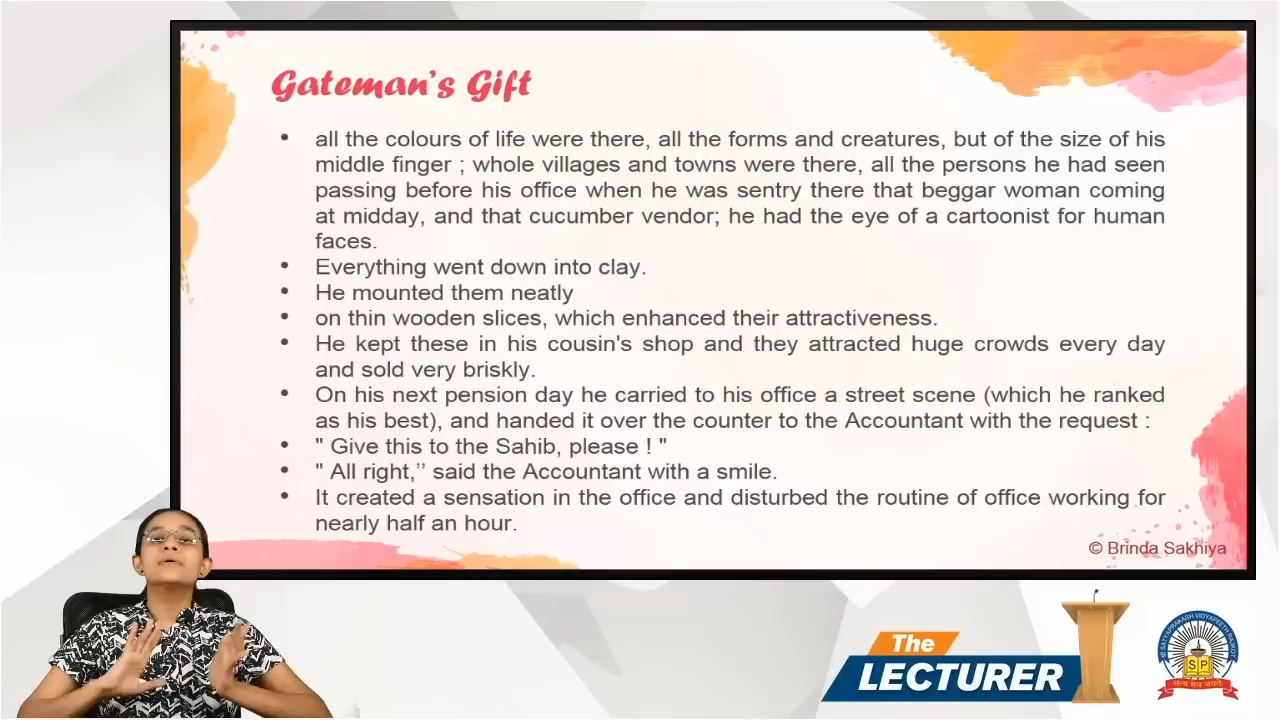 Gateman's Gift
• all the colours of life were there, all the forms and creatures, but of the size of his
middle finger ; whole villages and towns were there, all the persons he had seen
passing before his office when he was sentry there that beggar woman coming
at midday, and that cucumber vendor; he had the eye of a cartoonist for human
faces.
• Everything went down into clay.
• He mounted them neatly
• on thin wooden slices, which enhanced their attractiveness.
• He kept these in his cousin's shop and they attracted huge crowds every day
and sold very briskly.
• On his next pension day he carried to his office a street scene (which he ranked
as his best), and handed it over the counter to the Accountant with the request :
• " Give this to the Sahib, please ! "
• " All right,’’ said the Accountant with a smile.
• It created a sensation in the office and disturbed the routine of office working for
nearly half an hour.
© Brinda Sakhiya
The
LECTURER
SATYAPRAKASH VIDYAPEETH RAJKOT
SP